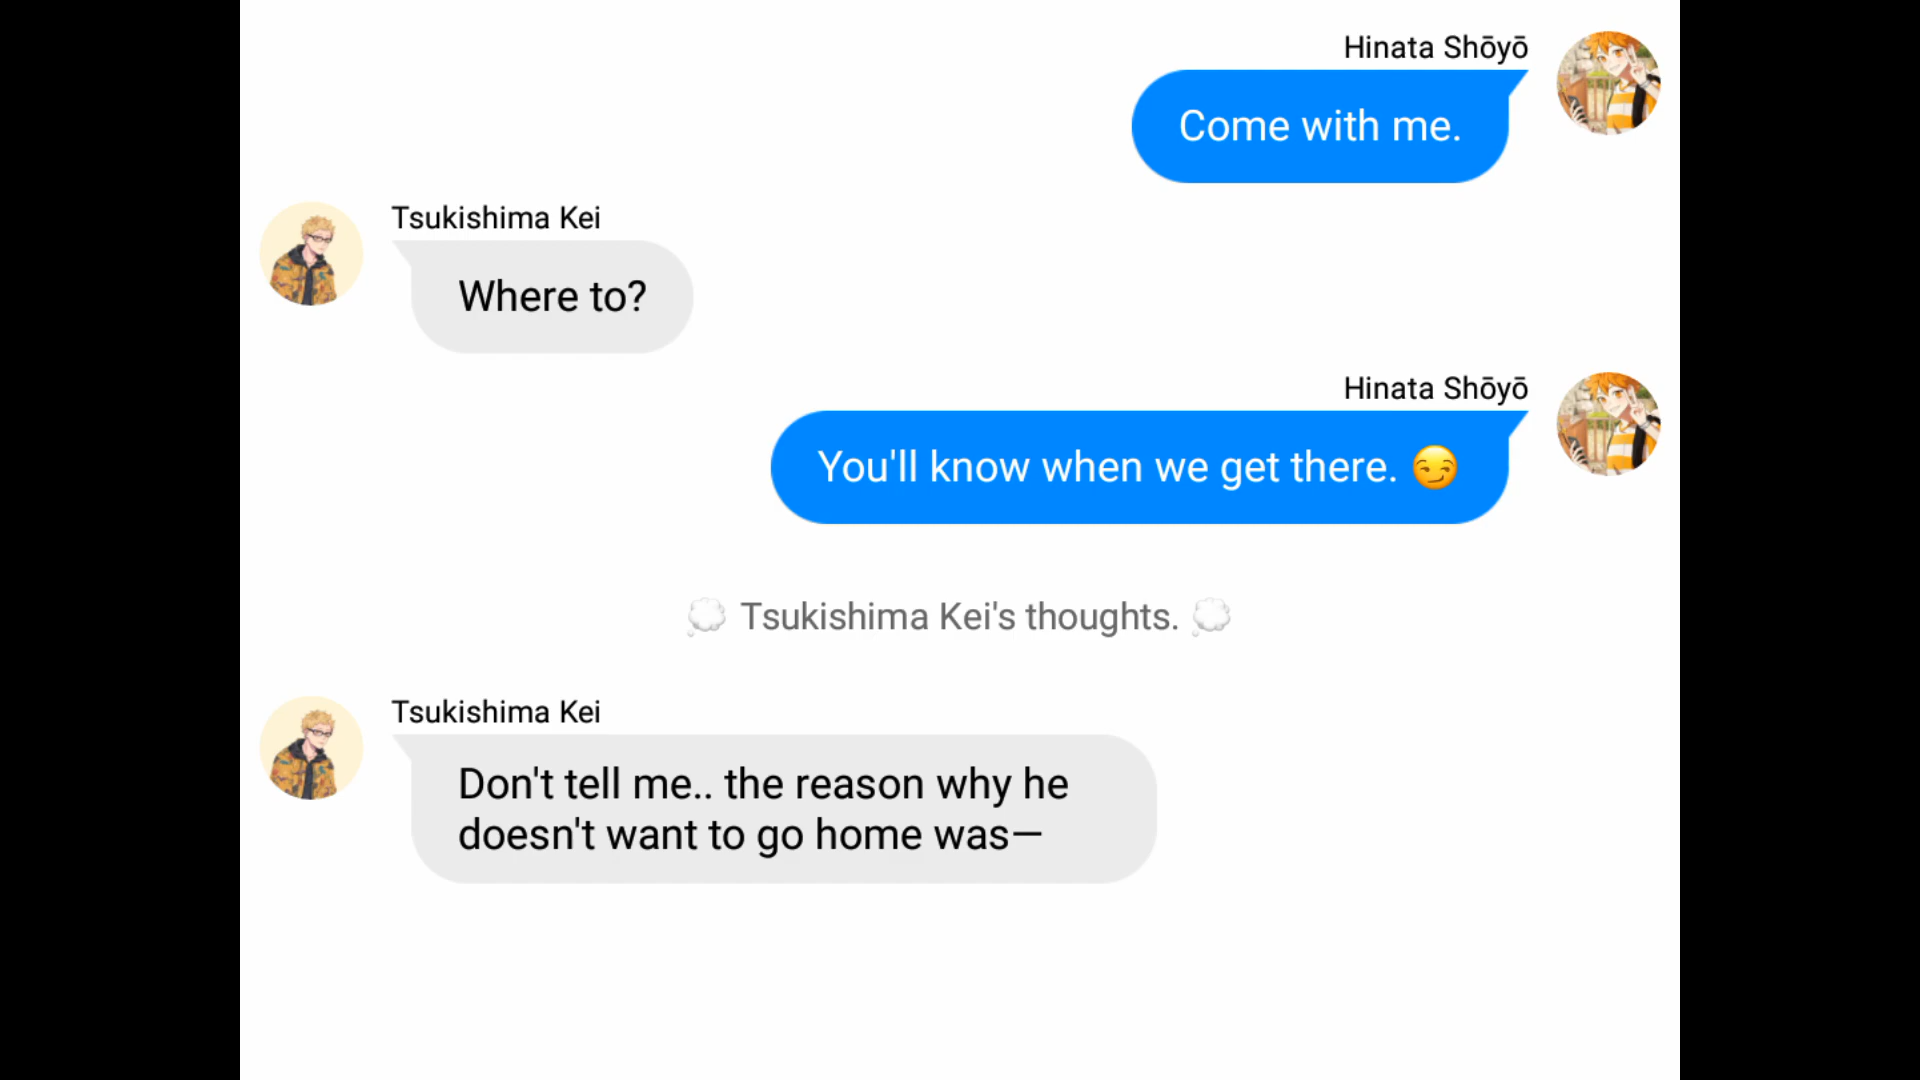 Hinata Shōyō
Come with me.
Tsukishima Kei
Where to?
Hinata Shōyō
You'll know when we get there. 😏
💭 Tsukishima Kei's thoughts. 💭
Tsukishima Kei
Don't tell me.. the reason why he
doesn't want to go home was—